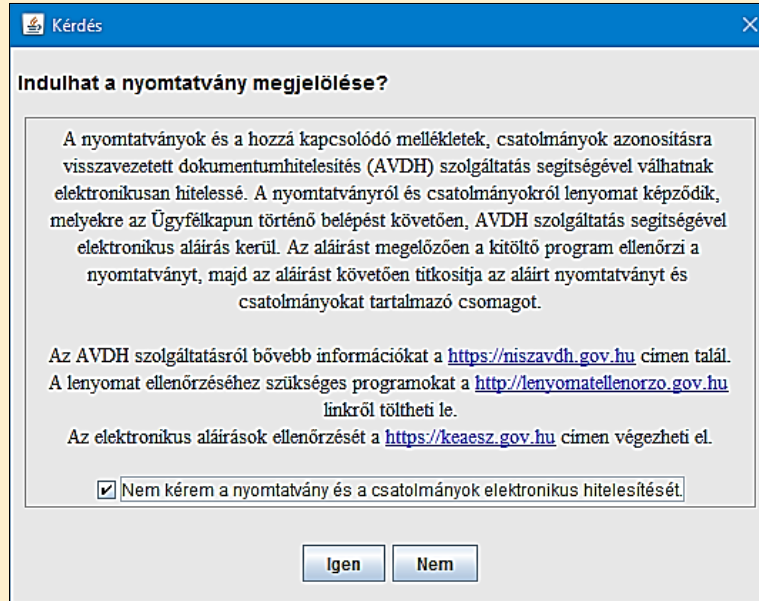 Kérdés
Indulhat a nyomtatvány megjelölése?
A nyomtatványok és a hozzá kapcsolódó mellékletek, csatolmányok azonosításra
visszavezetett dokumentumhitelesítés (AVDH) szolgáltatás segítségével válhatnak
elektronikusan hitelessé. A nyomtatványról és csatolmányokról lenyomat képződik,
melyekre az Ügyfélkapun történő belépést követően, AVDH szolgáltatás segítségével
elektronikus aláírás kerül. Az aláírást megelőzően a kitöltő program ellenőrzi a
nyomtatványt, majd az aláírást követően titkosítja az aláírt nyomtatványt és
csatolmányokat tartalmazó csomagot.
Az AVDH szolgáltatásról bővebb információkat a https://niszavdh.gov.hu címen talál.
A lenyomat ellenőrzéséhez szükséges programokat a http://lenyomatellenorzo.gov.hu
linkről töltheti le.
Az elektronikus aláírások ellenőrzését a https://keaesz.gov.hu címen végezheti el.
Nem kérem a nyomtatvány és a csatolmányok elektronikus hitelesítését.
Igen Nem